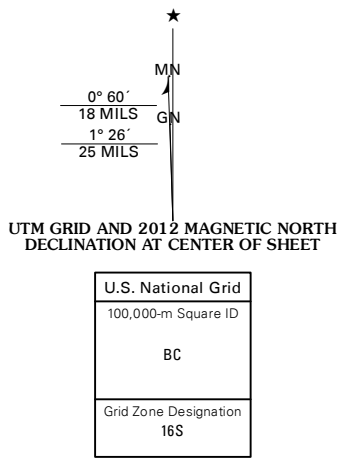 ★
MN
0° 60´
18 MILS
GN
1° 26´
25 MILS
UTM GRID AND 2012 MAGNETIC NORTH
DECLINATION AT CENTER OF SHEET
U.S. National Grid
100,000-m Square ID
BC
Grid Zone Designation
16S